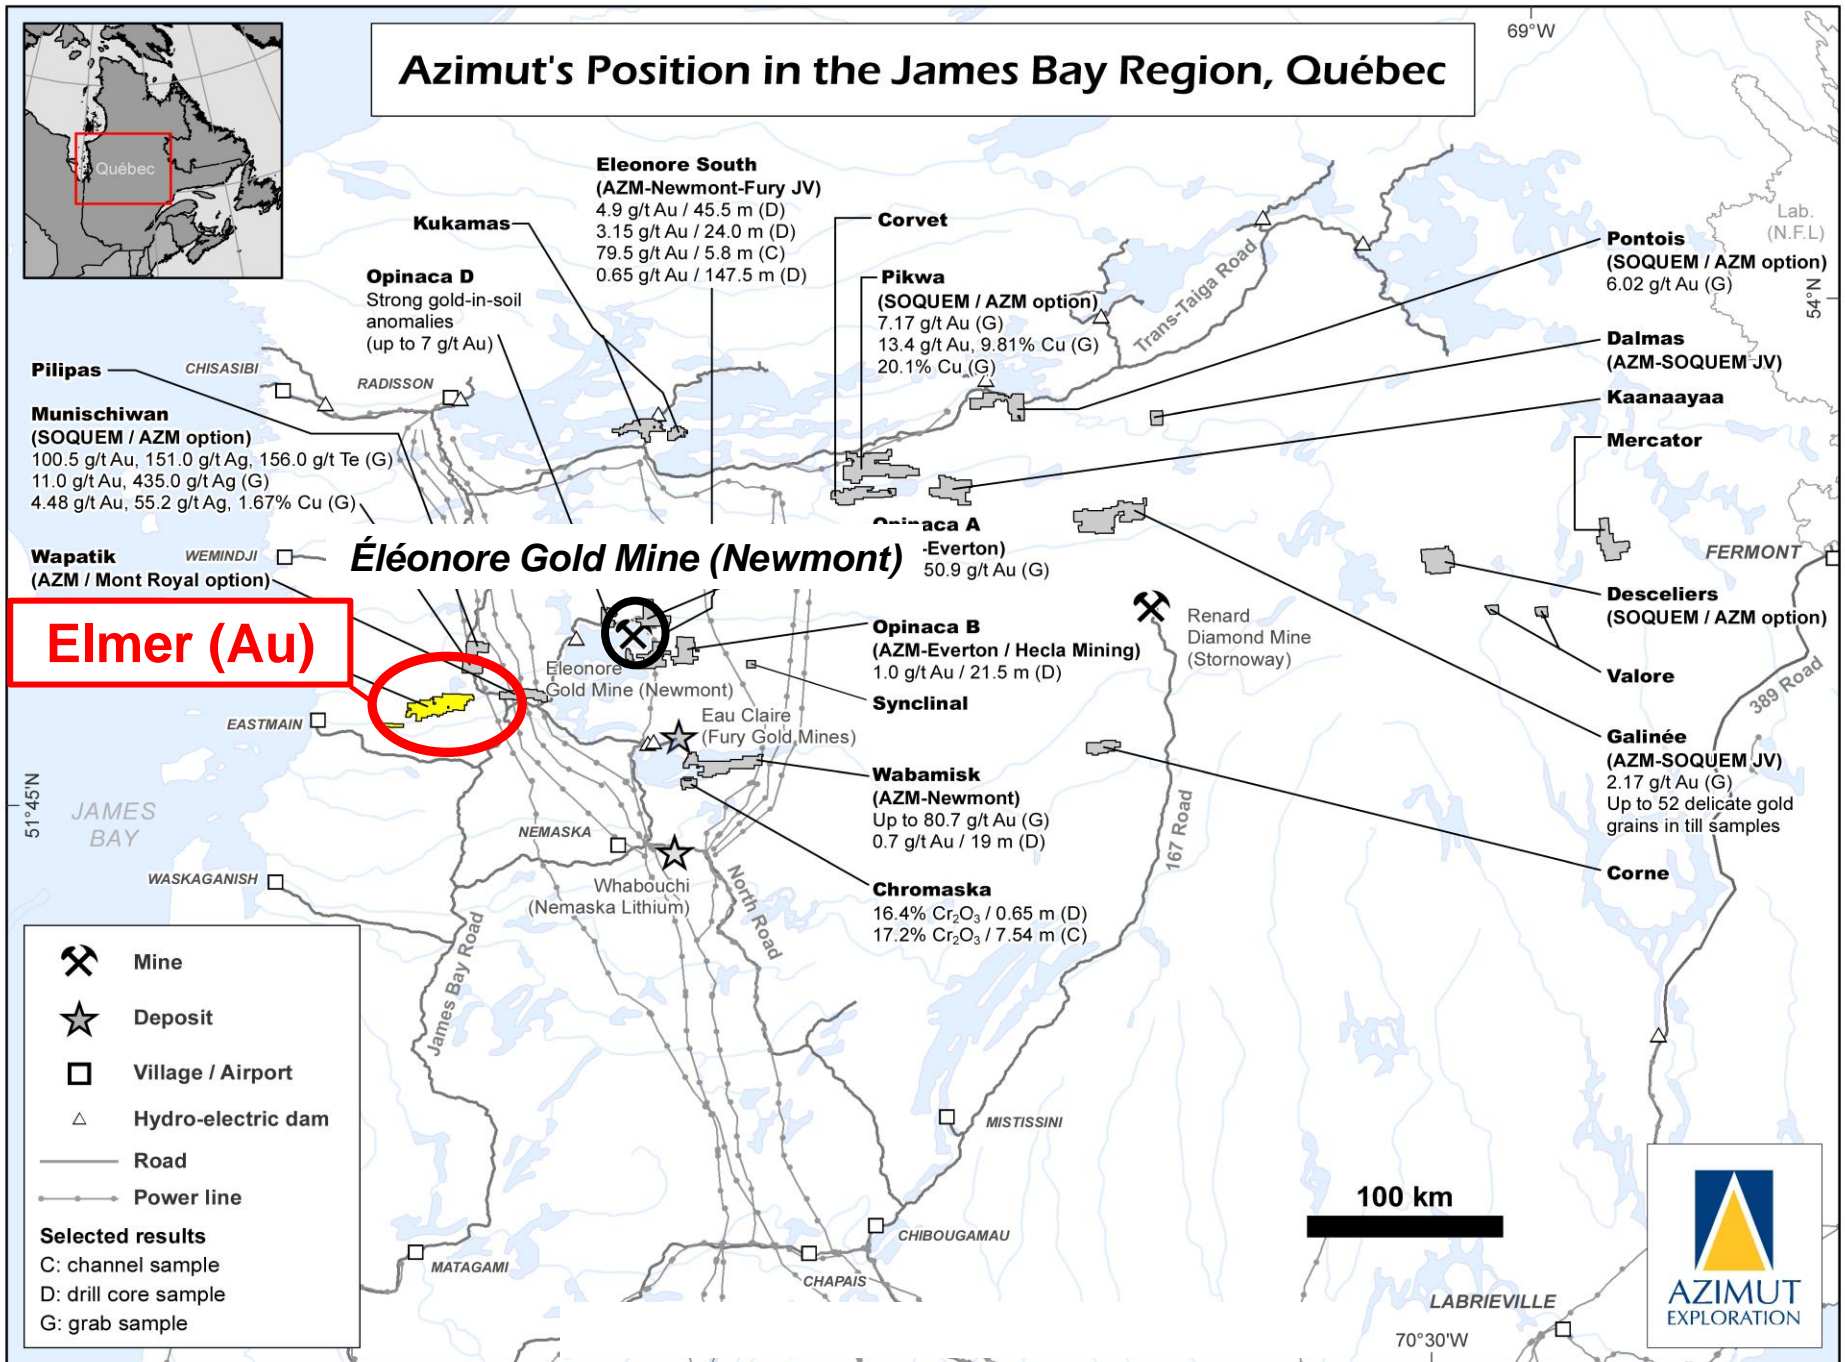 Azimut's Position in the James Bay Region, Québec
69°W
Québec
Lab.
(N.F.L)
54°N
Eleonore South
(AZM-Newmont-Fury JV)
4.9 g/t Au / 45.5 m (D)
3.15 g/t Au / 24.0 m (D)
79.5 g/t Au / 5.8 m (C)
0.65 g/t Au / 147.5 m (D)
Kukamas
Opinaca D
Strong gold-in-soil
anomalies
(up to 7 g/t Au)
Corvet
Pikwa
(SOQUEM / AZM option)
7.17 g/t Au (G)
13.4 g/t Au, 9.81% Cu (G)
20.1% Cu (G)
Trans-Taiga Road
Pontois
(SOQUEM / AZM option)
6.02 g/t Au (G)
Dalmas
(AZM-SOQUEM JV)
Kaanaayaa
Mercator
Pilipas
CHISASIBI
RADISSON
Munischiwan
(SOQUEM / AZM option)
100.5 g/t Au, 151.0 g/t Ag, 156.0 g/t Te (G)
11.0 g/t Au, 435.0 g/t Ag (G)
4.48 g/t Au, 55.2 g/t Ag, 1.67% Cu (G)
Wapatik
(AZM / Mont Royal option)
WEMINDJI
Éléonore Gold Mine (Newmont)
Opinaca A
-Everton)
50.9 g/t Au (G)
FERMONT
Desceliers
(SOQUEM / AZM option)
Elmer (Au)
Eleonore
Gold Mine (Newmont)
Opinaca B
(AZM-Everton / Hecla Mining)
1.0 g/t Au / 21.5 m (D)
Synclinal
Renard
Diamond Mine
(Stornoway)
Valore
389 Road
EASTMAIN
Eau Claire
(Fury Gold Mines)
Galinée
(AZM-SOQUEM JV)
2.17 g/t Au (G)
Up to 52 delicate gold
grains in till samples
Wabamisk
(AZM-Newmont)
Up to 80.7 g/t Au (G)
0.7 g/t Au / 19 m (D)
51°45'N
JAMES
BAY
NEMASKA
167 Road
Corne
WASKAGANISH
Whabouchi
(Nemaska Lithium)
North Road
Chromaska
16.4% Cr₂O₃ / 0.65 m (D)
17.2% Cr₂O₃ / 7.54 m (C)
James Bay Road
Mine
Deposit
Village / Airport
Hydro-electric dam
Road
Power line
Selected results
C: channel sample
D: drill core sample
G: grab sample
MISTISSINI
CHIBOUGAMAU
CHAPAIS
MATAGAMI
100 km
LABRIEVILLE
70°30'W
AZIMUT
EXPLORATION